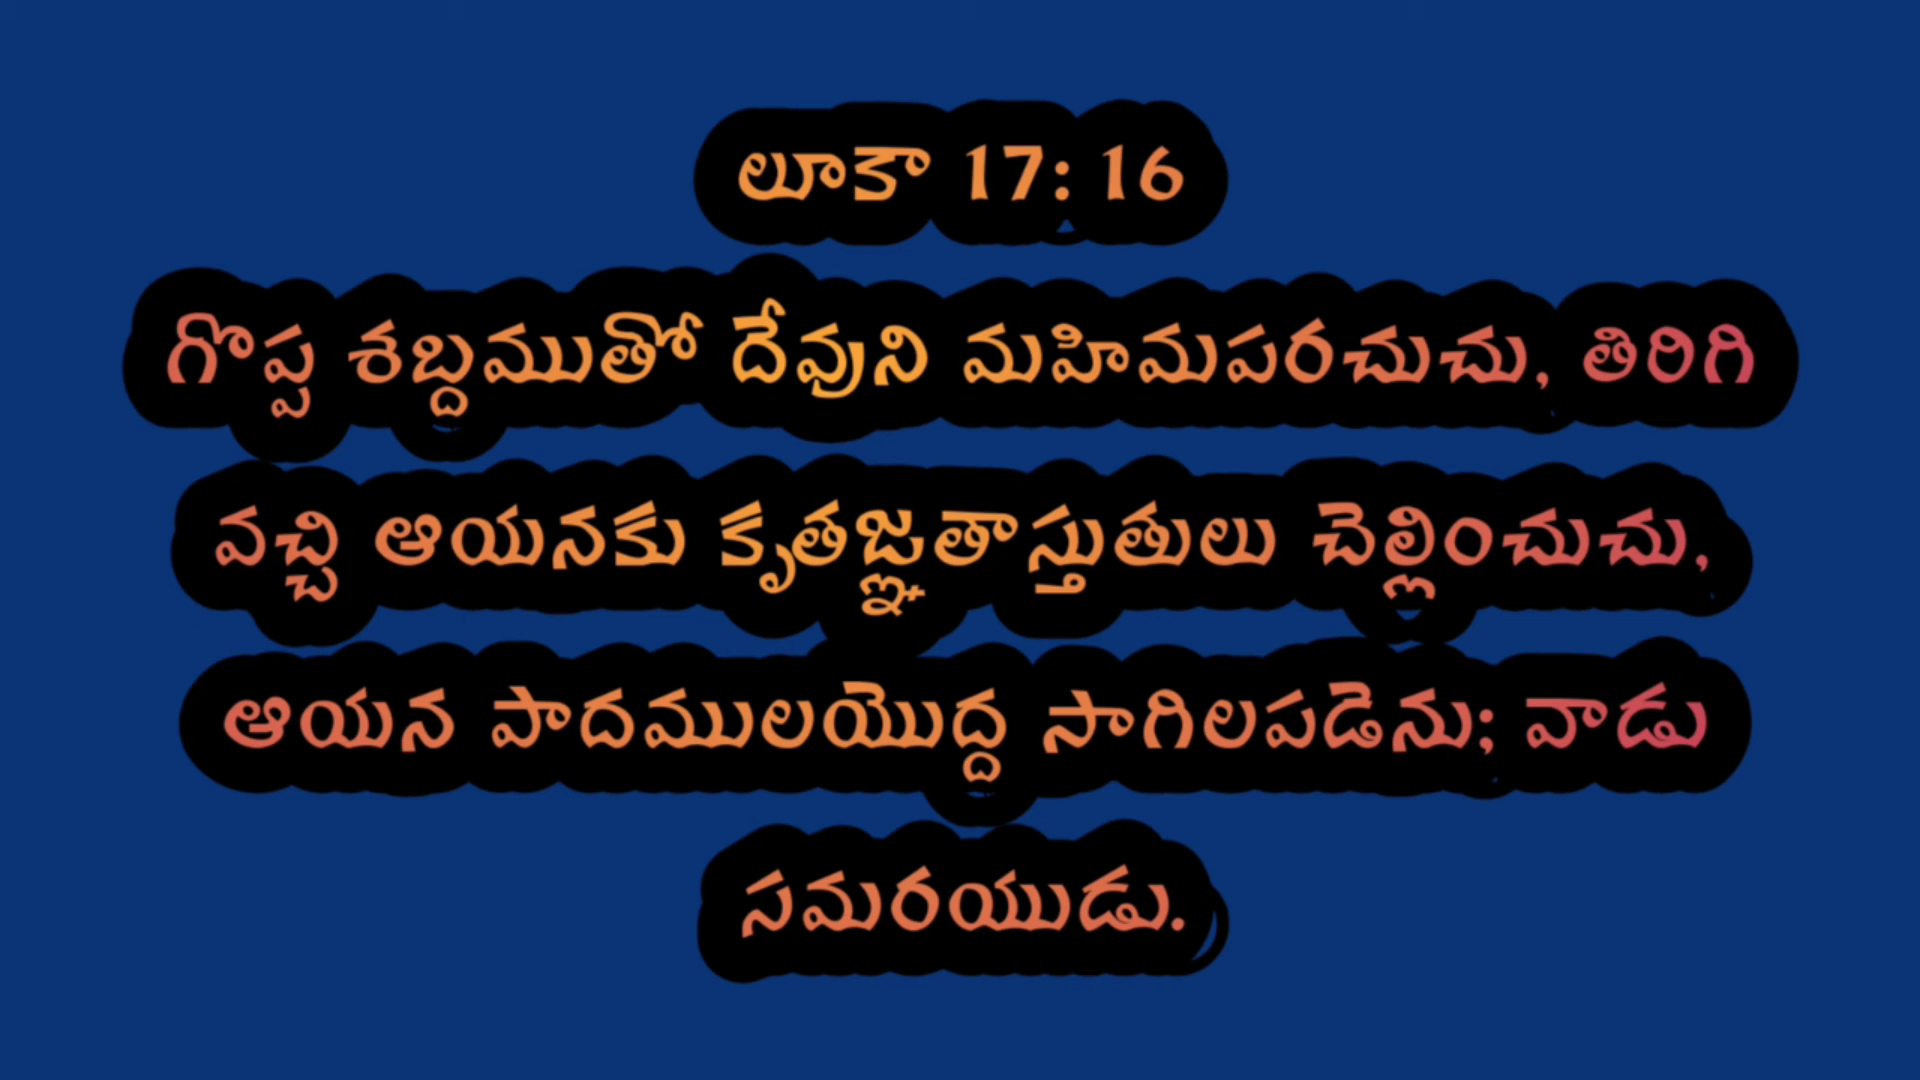 లూకా 17: 16
గొప్ప శబ్దముతో దేవుని మహిమపరచుచు, తిరిగి
వచ్చి ఆయనకు కృతజ్ఞతాస్తుతులు చెల్లించుచు,
ఆయన పాదములయొద్ద సాగిలపడెను; వాడు
సమరయుడు.